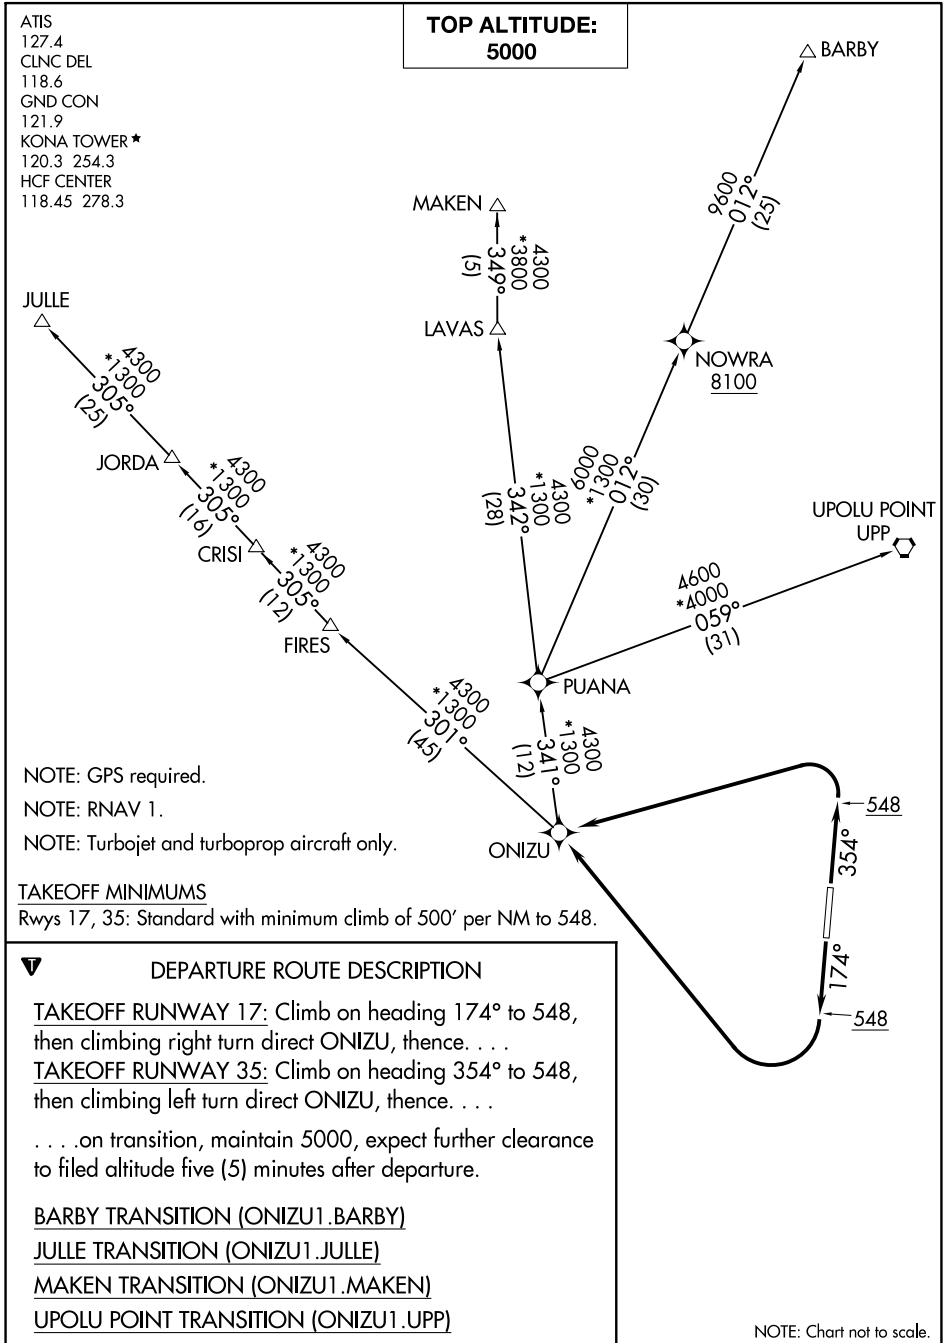 ATIS
127.4
CLNC DEL
118.6
GND CON
121.9
KONA TOWER★
120.3 254.3
HCF CENTER
118.45 278.3
TOP ALTITUDE:
5000
BARBY
9600
012°
(25)
MAKEN
4300
*3800
349°
(5)
LAVAS
JULLE
4300
*1300
305°
(25)
NOWRA
8100
JORDA
4300
*1300
305°
(16)
4300
*1300
342°
(28)
6000
*1300
012°
(30)
UPOLU POINT
UPP
CRISI
4300
*1300
305°
(12)
4600
*4000
059°
(31)
FIRES
PUANA
4300
*1300
301°
(45)
4300
*1300
341°
(12)
ONIZU
548
354°
174°
548
NOTE: GPS required.
NOTE: RNAV 1.
NOTE: Turbojet and turboprop aircraft only.
TAKEOFF MINIMUMS
Rwys 17, 35: Standard with minimum climb of 500' per NM to 548.
T
DEPARTURE ROUTE DESCRIPTION
TAKEOFF RUNWAY 17: Climb on heading 174° to 548,
then climbing right turn direct ONIZU, thence. . . .
TAKEOFF RUNWAY 35: Climb on heading 354° to 548,
then climbing left turn direct ONIZU, thence. . . .
. . . .on transition, maintain 5000, expect further clearance
to filed altitude five (5) minutes after departure.
BARBY TRANSITION (ONIZU1.BARBY)
JULLE TRANSITION (ONIZU1.JULLE)
MAKEN TRANSITION (ONIZU1.MAKEN)
UPOLU POINT TRANSITION (ONIZU1.UPP)
NOTE: Chart not to scale.